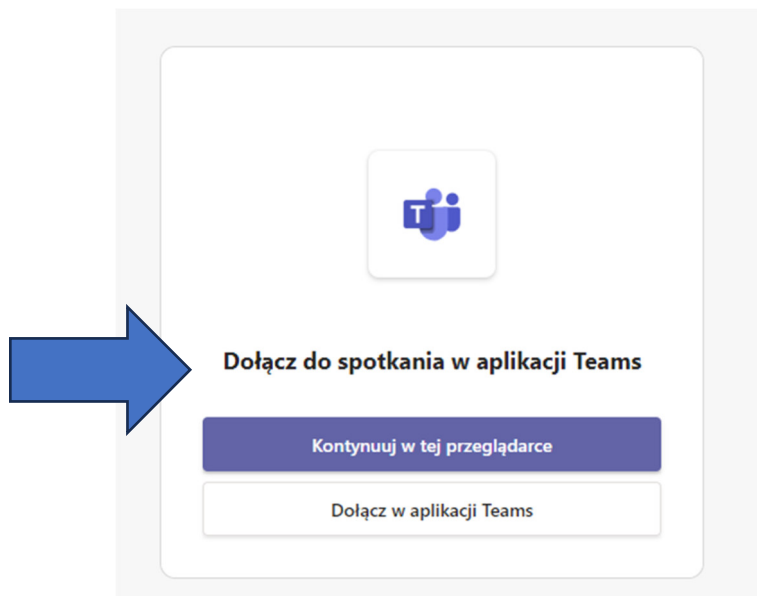 T
Dołącz do spotkania w aplikacji Teams
Kontynuuj w tej przeglądarce
Dołącz w aplikacji Teams